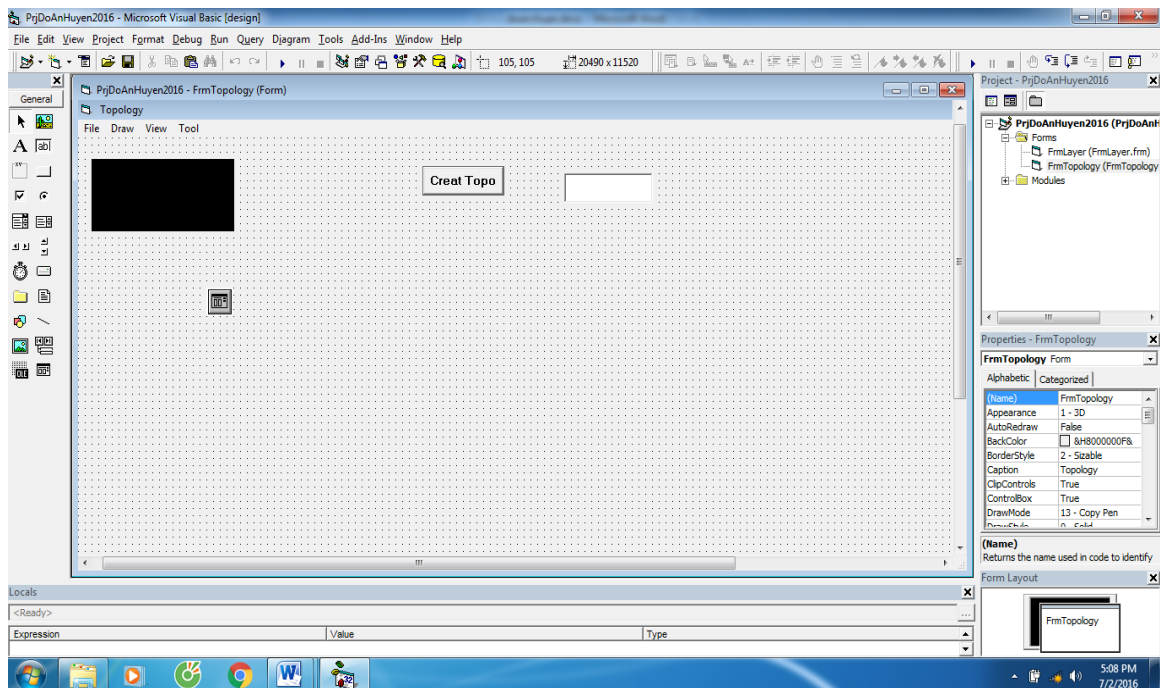 PrjDoAnHuyen2016 - Microsoft Visual Basic [design]
File Edit View Project Format Debug Run Query Diagram Tools Add-Ins Window Help
105, 105
20490 x 11520
General
PrjDoAnHuyen2016 - FrmTopology (Form)
Topology
File Draw View Tool
Creat Topo
Project - PrjDoAnHuyen2016
PrjDoAnHuyen2016 (PrjDoAnH
Forms
FrmLayer (FrmLayer.frm)
FrmTopology (FrmTopology
Modules
Properties - FrmTopology
FrmTopology Form
Alphabetic Categorized
(Name) FrmTopology
Appearance 1 - 3D
AutoRedraw False
BackColor &H8000000F&
BorderStyle 2 - Sizable
Caption Topology
ClipControls True
ControlBox True
DrawMode 13 - Copy Pen
DrawStyle 0 - Solid
(Name)
Returns the name used in code to identify
Form Layout
FrmTopology
Locals
<Ready>
Expression Value Type
5:08 PM
7/2/2016